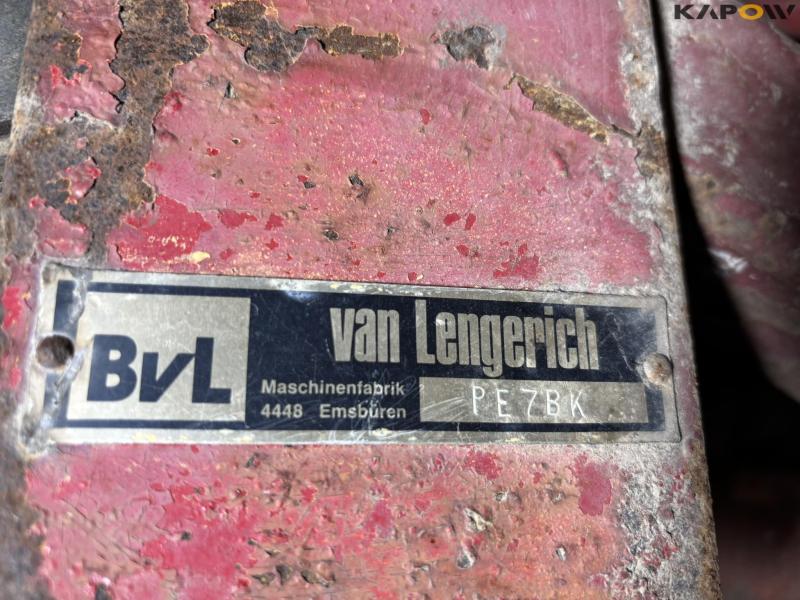 KAPOW
BvL
van Lengerich
Maschinenfabrik
4448 Emsbüren
PE7BK